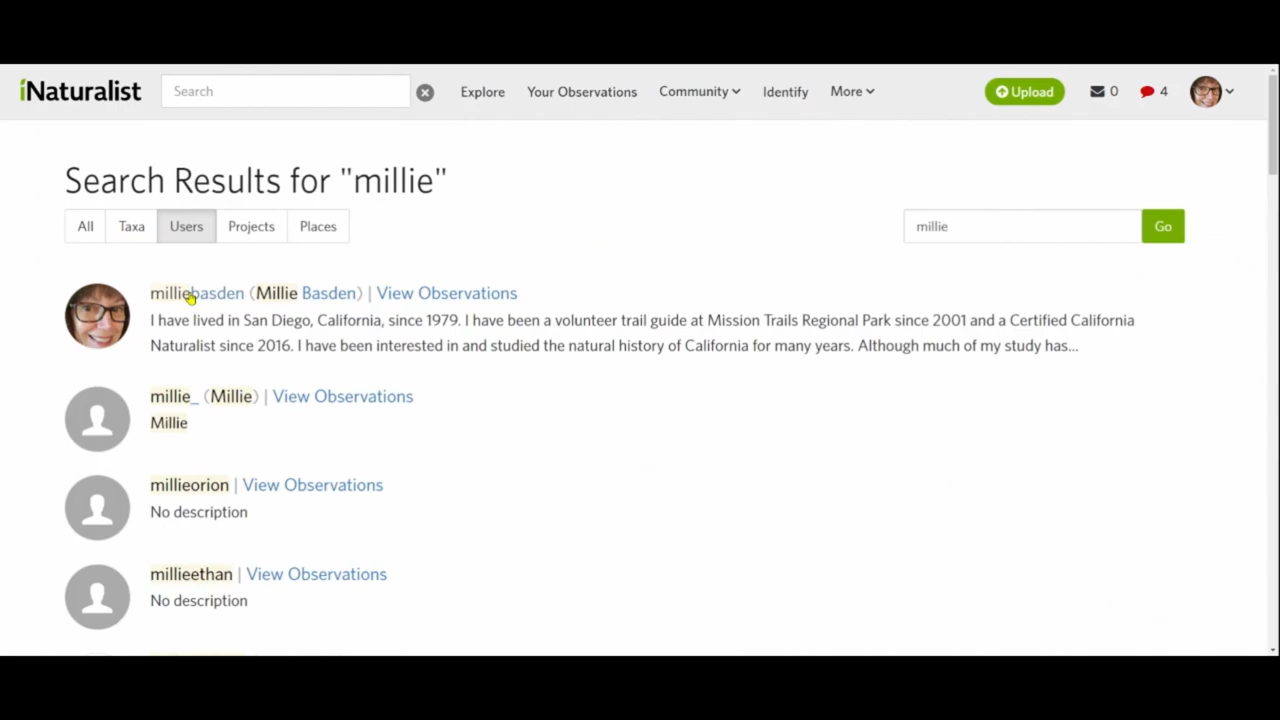 iNaturalist Search Explore Your Observations Community Identify More Upload 0 4
Search Results for "millie"
All Taxa Users Projects Places millie Go
milliebasden (Millie Basden) | View Observations
I have lived in San Diego, California, since 1979. I have been a volunteer trail guide at Mission Trails Regional Park since 2001 and a Certified California
Naturalist since 2016. I have been interested in and studied the natural history of California for many years. Although much of my study has...
millie_ (Millie) | View Observations
Millie
millieorion | View Observations
No description
millieethan | View Observations
No description